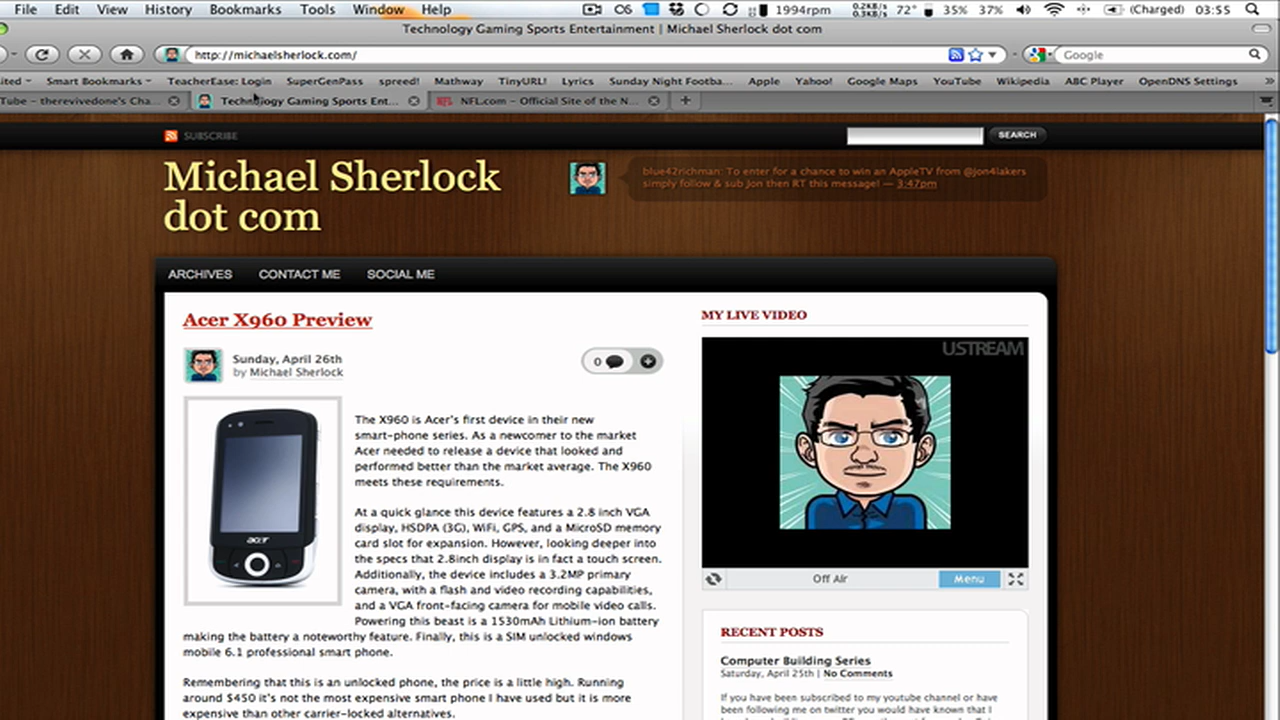 File Edit View History Bookmarks Tools Window Help 1994rpm 0.2KB/s 0.3KB/s 72° 35% 37% (Charged) 03:55
Technology Gaming Sports Entertainment | Michael Sherlock dot com
http://michaelsherlock.com/ Google
ited Smart Bookmarks TeacherEase: Login SuperGenPass spreed! Mathway TinyURL! Lyrics Sunday Night Footba... Apple Yahoo! Google Maps YouTube Wikipedia ABC Player OpenDNS Settings
Tube – therevivedone's Cha... Technology Gaming Sports Ent... NFL.com – Official Site of the N...
SUBSCRIBE SEARCH
Michael Sherlock
dot com
blue42richman: To enter for a chance to win an AppleTV from @jon4lakers
simply follow & sub Jon then RT this message! — 3:47pm
ARCHIVES CONTACT ME SOCIAL ME
Acer X960 Preview
Sunday, April 26th
by Michael Sherlock
0
acer
The X960 is Acer's first device in their new
smart-phone series. As a newcomer to the market
Acer needed to release a device that looked and
performed better than the market average. The X960
meets these requirements.
At a quick glance this device features a 2.8 inch VGA
display, HSDPA (3G), WiFi, GPS, and a MicroSD memory
card slot for expansion. However, looking deeper into
the specs that 2.8inch display is in fact a touch screen.
Additionally, the device includes a 3.2MP primary
camera, with a flash and video recording capabilities,
and a VGA front-facing camera for mobile video calls.
Powering this beast is a 1530mAh Lithium-ion battery
making the battery a noteworthy feature. Finally, this is a SIM unlocked windows
mobile 6.1 professional smart phone.
Remembering that this is an unlocked phone, the price is a little high. Running
around $450 it's not the most expensive smart phone I have used but it is more
expensive than other carrier-locked alternatives.
MY LIVE VIDEO
USTREAM
Off Air Menu
RECENT POSTS
Computer Building Series
Saturday, April 25th | No Comments
If you have been subscribed to my youtube channel or have
been following me on twitter you would have known that I